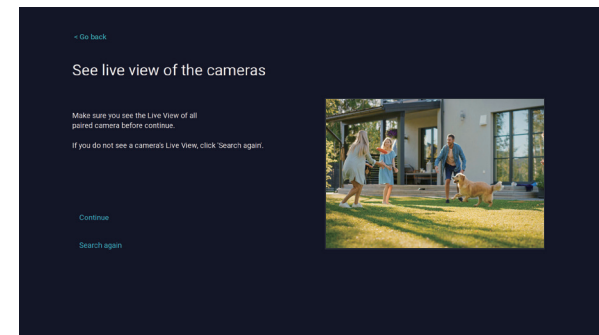 < Go back
See live view of the cameras
Make sure you see the Live View of all
paired camera before continue.
If you do not see a camera's Live View, click 'Search again'.
Continue
Search again